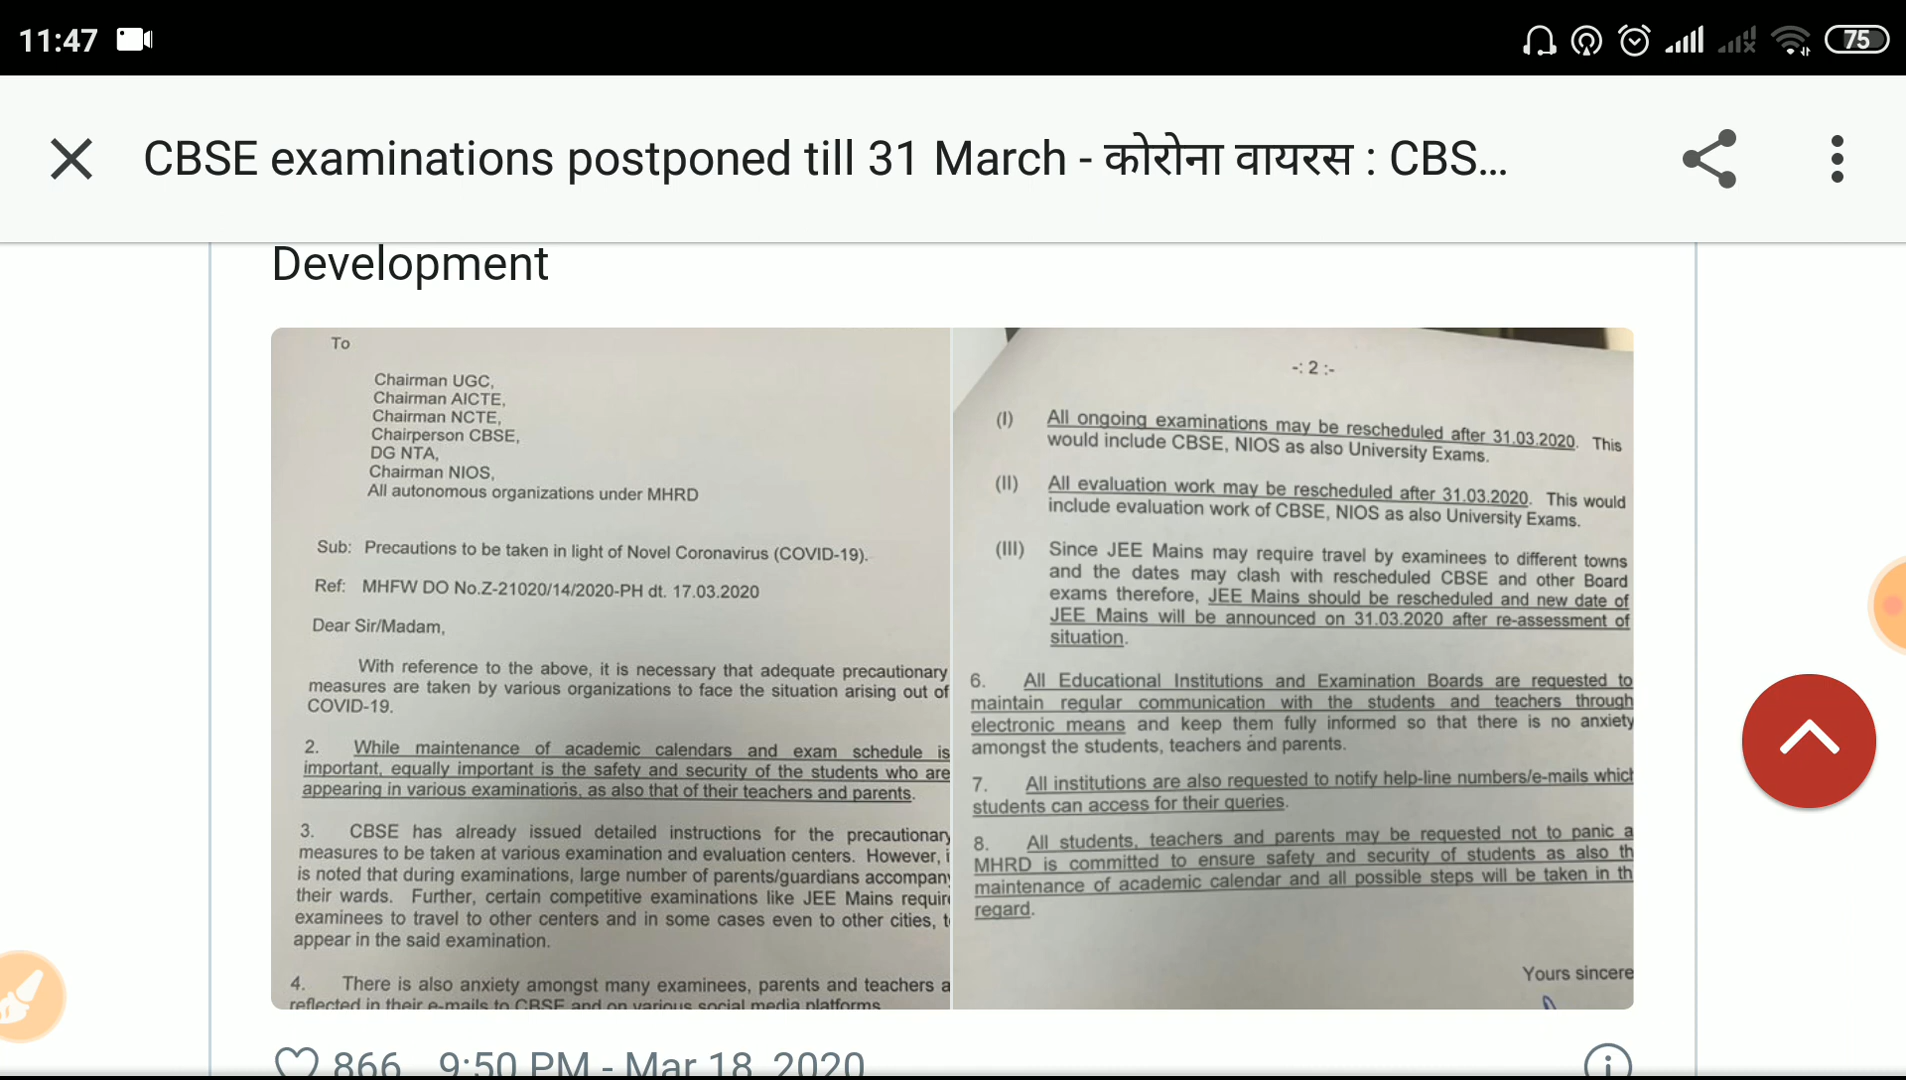 11:47
75
CBSE examinations postponed till 31 March - कोरोना वायरस : CBS...
Development
To
Chairman UGC,
Chairman AICTE,
Chairman NCTE,
Chairperson CBSE,
DG NTA,
Chairman NIOS,
All autonomous organizations under MHRD
Sub: Precautions to be taken in light of Novel Coronavirus (COVID-19).
Ref: MHFW DO No.Z-21020/14/2020-PH dt. 17.03.2020
Dear Sir/Madam,
With reference to the above, it is necessary that adequate precautionary
measures are taken by various organizations to face the situation arising out of
COVID-19.
2. While maintenance of academic calendars and exam schedule is
important, equally important is the safety and security of the students who are
appearing in various examinations, as also that of their teachers and parents.
3. CBSE has already issued detailed instructions for the precautionary
measures to be taken at various examination and evaluation centers. However, i
is noted that during examinations, large number of parents/guardians accompany
their wards. Further, certain competitive examinations like JEE Mains require
examinees to travel to other centers and in some cases even to other cities, t
appear in the said examination.
4. There is also anxiety amongst many examinees, parents and teachers a
reflected in their e-mails to CBSE and on various social media platforms
-: 2 :-
(I) All ongoing examinations may be rescheduled after 31.03.2020. This
would include CBSE, NIOS as also University Exams.
(II) All evaluation work may be rescheduled after 31.03.2020. This would
include evaluation work of CBSE, NIOS as also University Exams.
(III) Since JEE Mains may require travel by examinees to different towns
and the dates may clash with rescheduled CBSE and other Board
exams therefore, JEE Mains should be rescheduled and new date of
JEE Mains will be announced on 31.03.2020 after re-assessment of
situation.
6. All Educational Institutions and Examination Boards are requested to
maintain regular communication with the students and teachers through
electronic means and keep them fully informed so that there is no anxiety
amongst the students, teachers and parents.
7. All institutions are also requested to notify help-line numbers/e-mails which
students can access for their queries.
8. All students, teachers and parents may be requested not to panic a
MHRD is committed to ensure safety and security of students as also th
maintenance of academic calendar and all possible steps will be taken in th
regard.
Yours sincere
866 9:50 PM - Mar 18, 2020